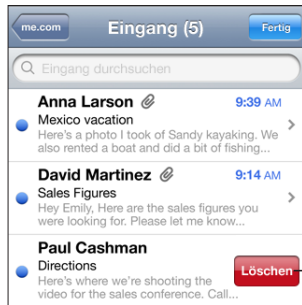 me.com
Eingang (5)
Fertig
Eingang durchsuchen
Anna Larson 9:39 AM
Mexico vacation
Here's a photo I took of Sandy kayaking. We
also rented a boat and did a bit of fishing...
David Martinez 9:14 AM
Sales Figures
Hey Emily, Here are the sales figures you
were looking for. Please let me know...
Paul Cashman
Directions
Löschen
Here's where we're shooting the
video for the sales conference. Call...